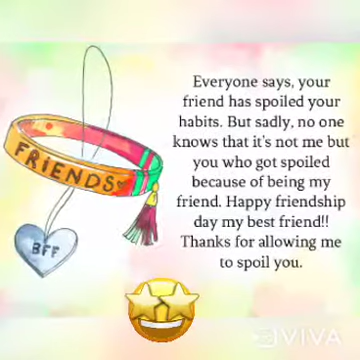 Everyone says, your
friend has spoiled your
habits. But sadly, no one
knows that it's not me but
you who got spoiled
because of being my
friend. Happy friendship
day my best friend!!
Thanks for allowing me
to spoil you.
FRiENDS
BFF
VIVA